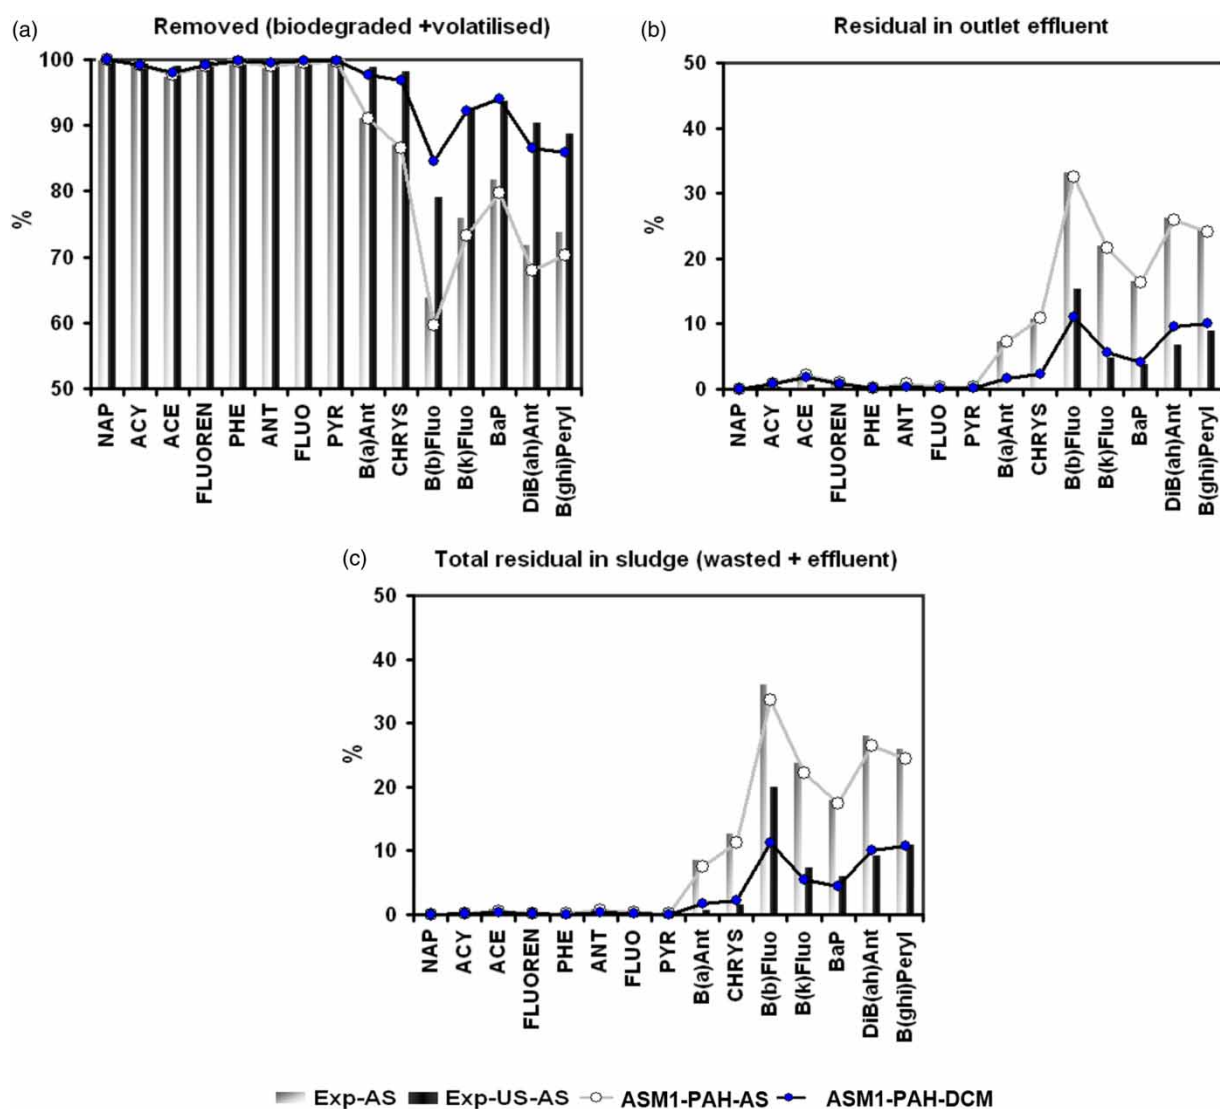 (a) Removed (biodegraded +volatilised)
100
90
80
70
60
50
%
NAP
ACY
ACE
FLUOREN
PHE
ANT
FLUO
PYR
B(a)Ant
CHRYS
B(b)Fluo
B(k)Fluo
BaP
DiB(ah)Ant
B(ghi)Peryl
(b) Residual in outlet effluent
50
40
30
20
10
0
%
NAP
ACY
ACE
FLUOREN
PHE
ANT
FLUO
PYR
B(a)Ant
CHRYS
B(b)Fluo
B(k)Fluo
BaP
DiB(ah)Ant
B(ghi)Peryl
(c) Total residual in sludge (wasted + effluent)
50
40
30
20
10
0
%
NAP
ACY
ACE
FLUOREN
PHE
ANT
FLUO
PYR
B(a)Ant
CHRYS
B(b)Fluo
B(k)Fluo
BaP
DiB(ah)Ant
B(ghi)Peryl
Exp-AS Exp-US-AS ASM1-PAH-AS ASM1-PAH-DCM